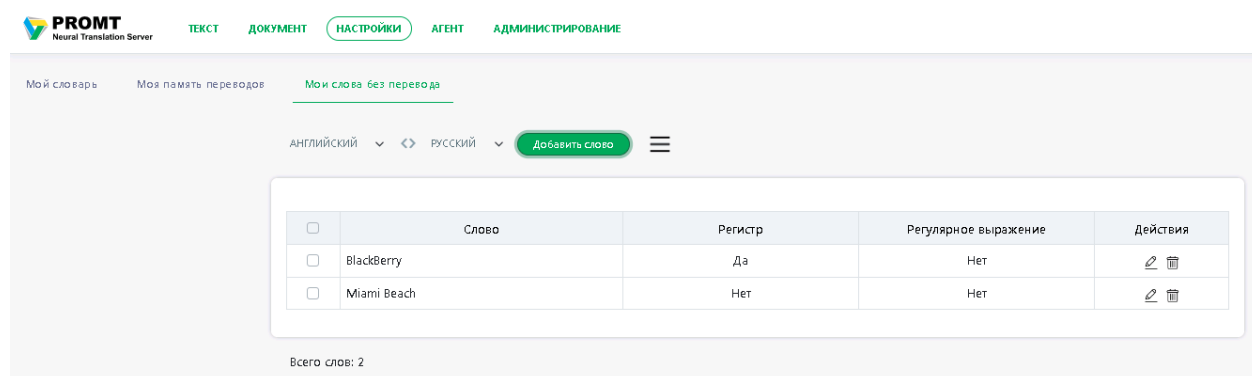 PROMT
Neural Translation Server
ТЕКСТ ДОКУМЕНТ НАСТРОЙКИ АГЕНТ АДМИНИСТРИРОВАНИЕ
Мой словарь Моя память переводов Мои слова без перевода
АНГЛИЙСКИЙ <> РУССКИЙ Добавить слово
Слово Регистр Регулярное выражение Действия
BlackBerry Да Нет
Miami Beach Нет Нет
Всего слов: 2